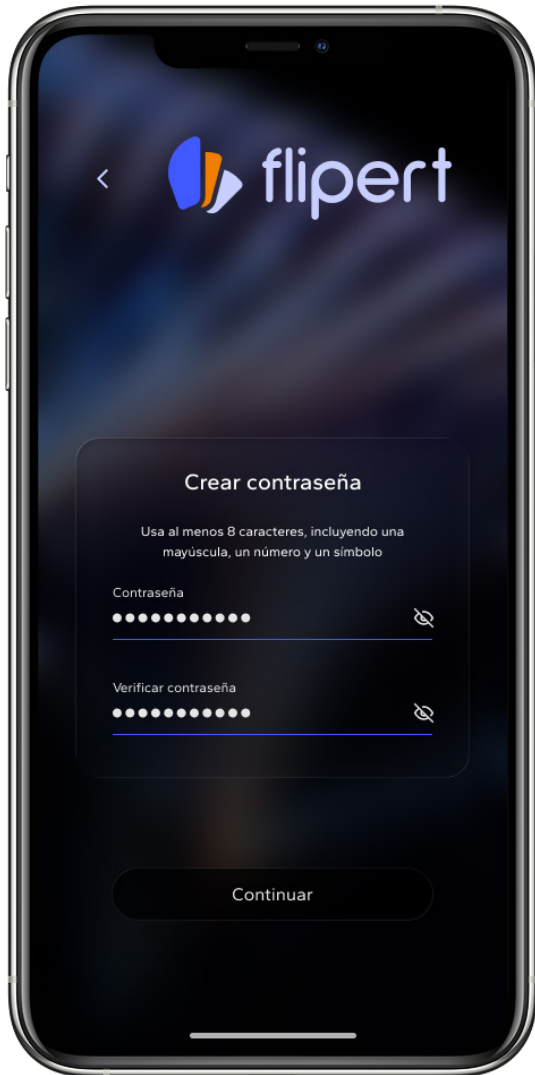 flipert
Crear contraseña
Usa al menos 8 caracteres, incluyendo una
mayúscula, un número y un símbolo
Contraseña
Verificar contraseña
Continuar